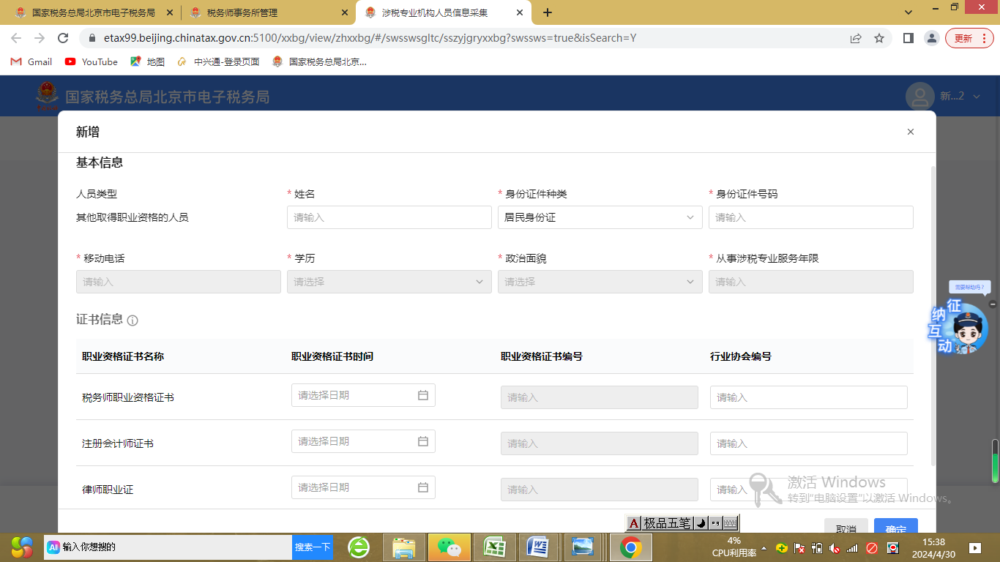 国家税务总局北京市电子税务局
税务师事务所管理
涉税专业机构人员信息采集
etax99.beijing.chinatax.gov.cn:5100/xxbg/view/zhxxbg/#/swsswsgltc/sszyjgryxxbg?swssws=true&isSearch=Y
更新
Gmail
YouTube
地图
中兴通-登录页面
国家税务总局北京...
国家税务总局北京市电子税务局
新...2
新增
基本信息
人员类型
* 姓名
* 身份证件种类
* 身份证件号码
其他取得职业资格的人员
请输入
居民身份证
请输入
* 移动电话
* 学历
* 政治面貌
* 从事涉税专业服务年限
请输入
请选择
请选择
请输入
需要帮助吗？
征
纳
互
动
证书信息
职业资格证书名称
职业资格证书时间
职业资格证书编号
行业协会编号
税务师职业资格证书
请选择日期
请输入
请输入
注册会计师证书
请选择日期
请输入
请输入
律师职业证
请选择日期
请输入
请输入
激活 Windows
转到“电脑设置”以激活 Windows。
取消
确定
A 极品五笔
AI
输入你想搜的
搜索一下
4%
CPU利用率
15:38
2024/4/30